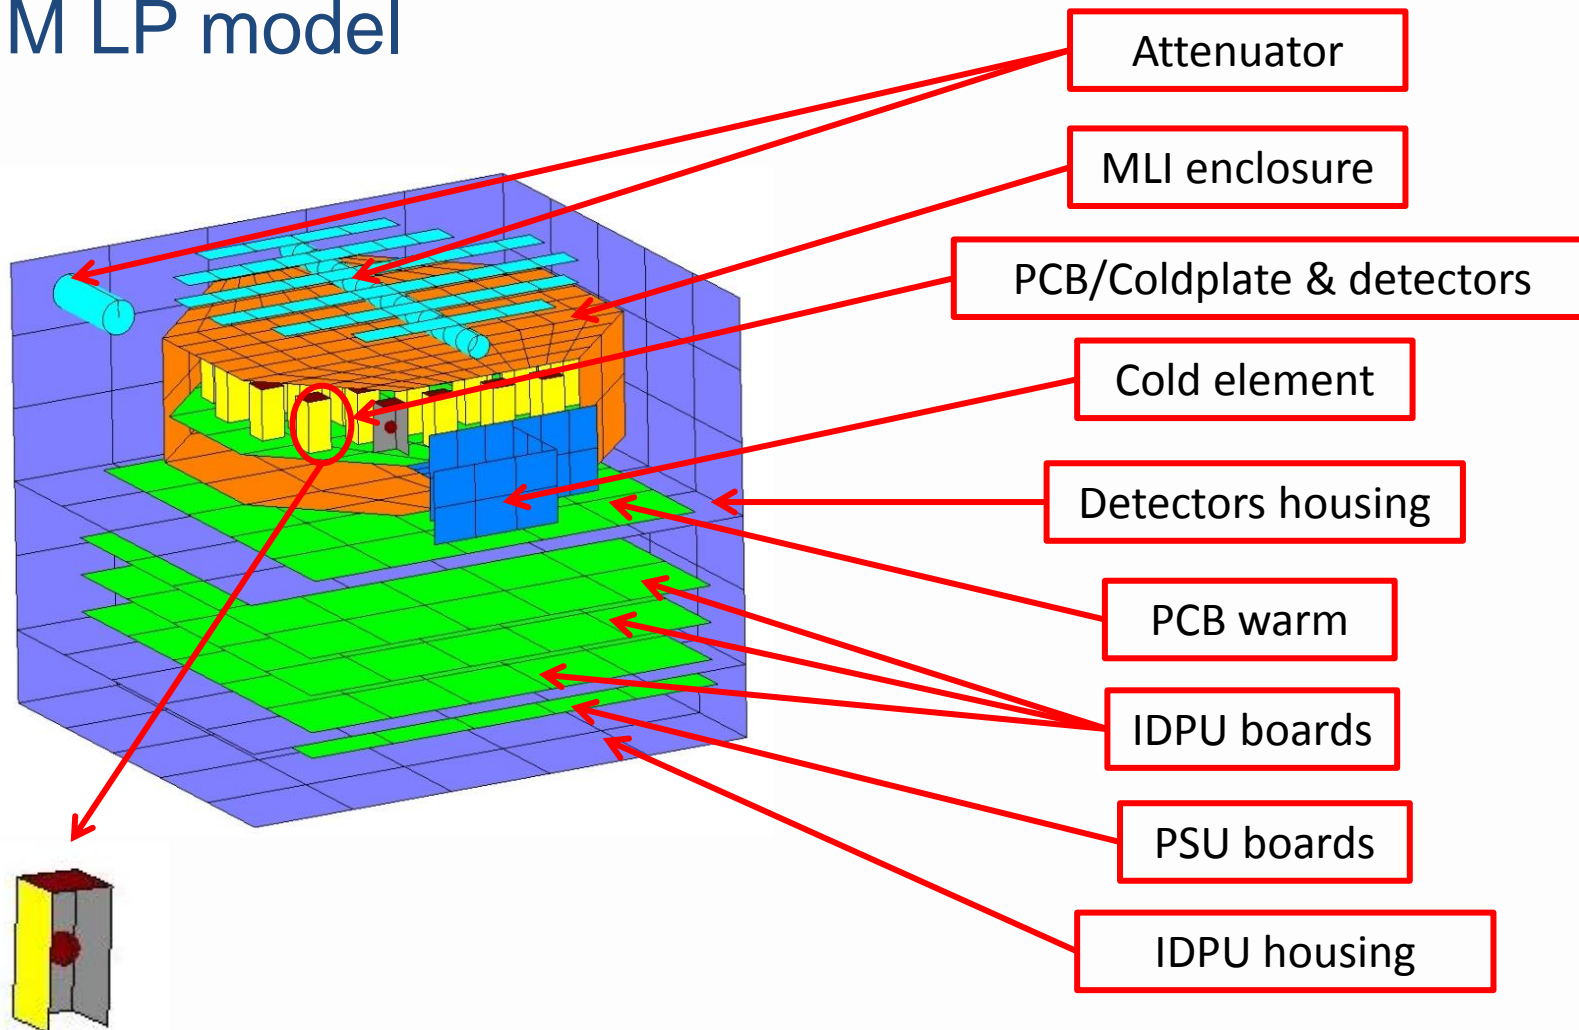 M LP model
Attenuator
MLI enclosure
PCB/Coldplate & detectors
Cold element
Detectors housing
PCB warm
IDPU boards
PSU boards
IDPU housing